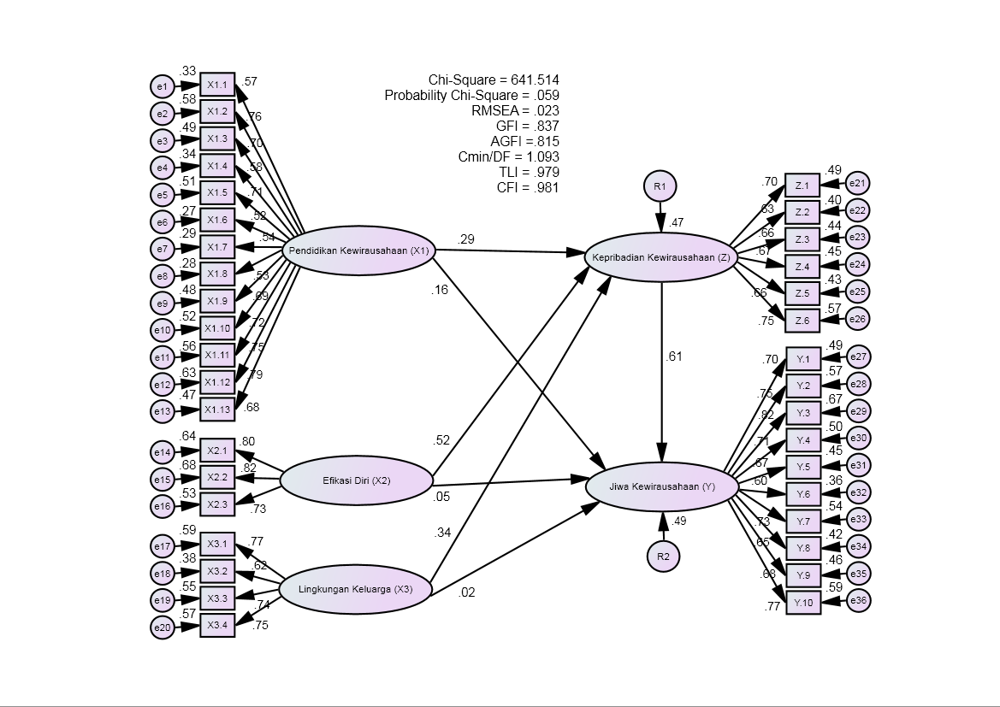 Chi-Square = 641.514
Probability Chi-Square = .059
RMSEA = .023
GFI = .837
AGFI =.815
Cmin/DF = 1.093
TLI = .979
CFI = .981
e1 .33 X1.1 .57
e2 .58 X1.2 .76
e3 .49 X1.3 .70
e4 .34 X1.4 .58
e5 .51 X1.5 .71
e6 .27 X1.6 .52
e7 .29 X1.7 .54
e8 .28 X1.8 .53
e9 .48 X1.9 .69
e10 .52 X1.10 .72
e11 .56 X1.11 .75
e12 .63 X1.12 .79
e13 .47 X1.13 .68
Pendidikan Kewirausahaan (X1)
.29
.16
e14 .64 X2.1 .80
e15 .68 X2.2 .82
e16 .53 X2.3 .73
Efikasi Diri (X2)
.52
.05
e17 .59 X3.1 .77
e18 .38 X3.2 .62
e19 .55 X3.3 .74
e20 .57 X3.4 .75
Lingkungan Keluarga (X3)
.34
.02
R1
.47
Kepribadian Kewirausahaan (Z)
.61
.70 Z.1 .49 e21
.63 Z.2 .40 e22
.66 Z.3 .44 e23
.67 Z.4 .45 e24
.66 Z.5 .43 e25
.75 Z.6 .57 e26
Jiwa Kewirausahaan (Y)
.49
R2
.70 Y.1 .49 e27
.75 Y.2 .57 e28
.82 Y.3 .67 e29
.71 Y.4 .50 e30
.67 Y.5 .45 e31
.60 Y.6 .36 e32
.73 Y.7 .54 e33
.65 Y.8 .42 e34
.68 Y.9 .46 e35
.77 Y.10 .59 e36